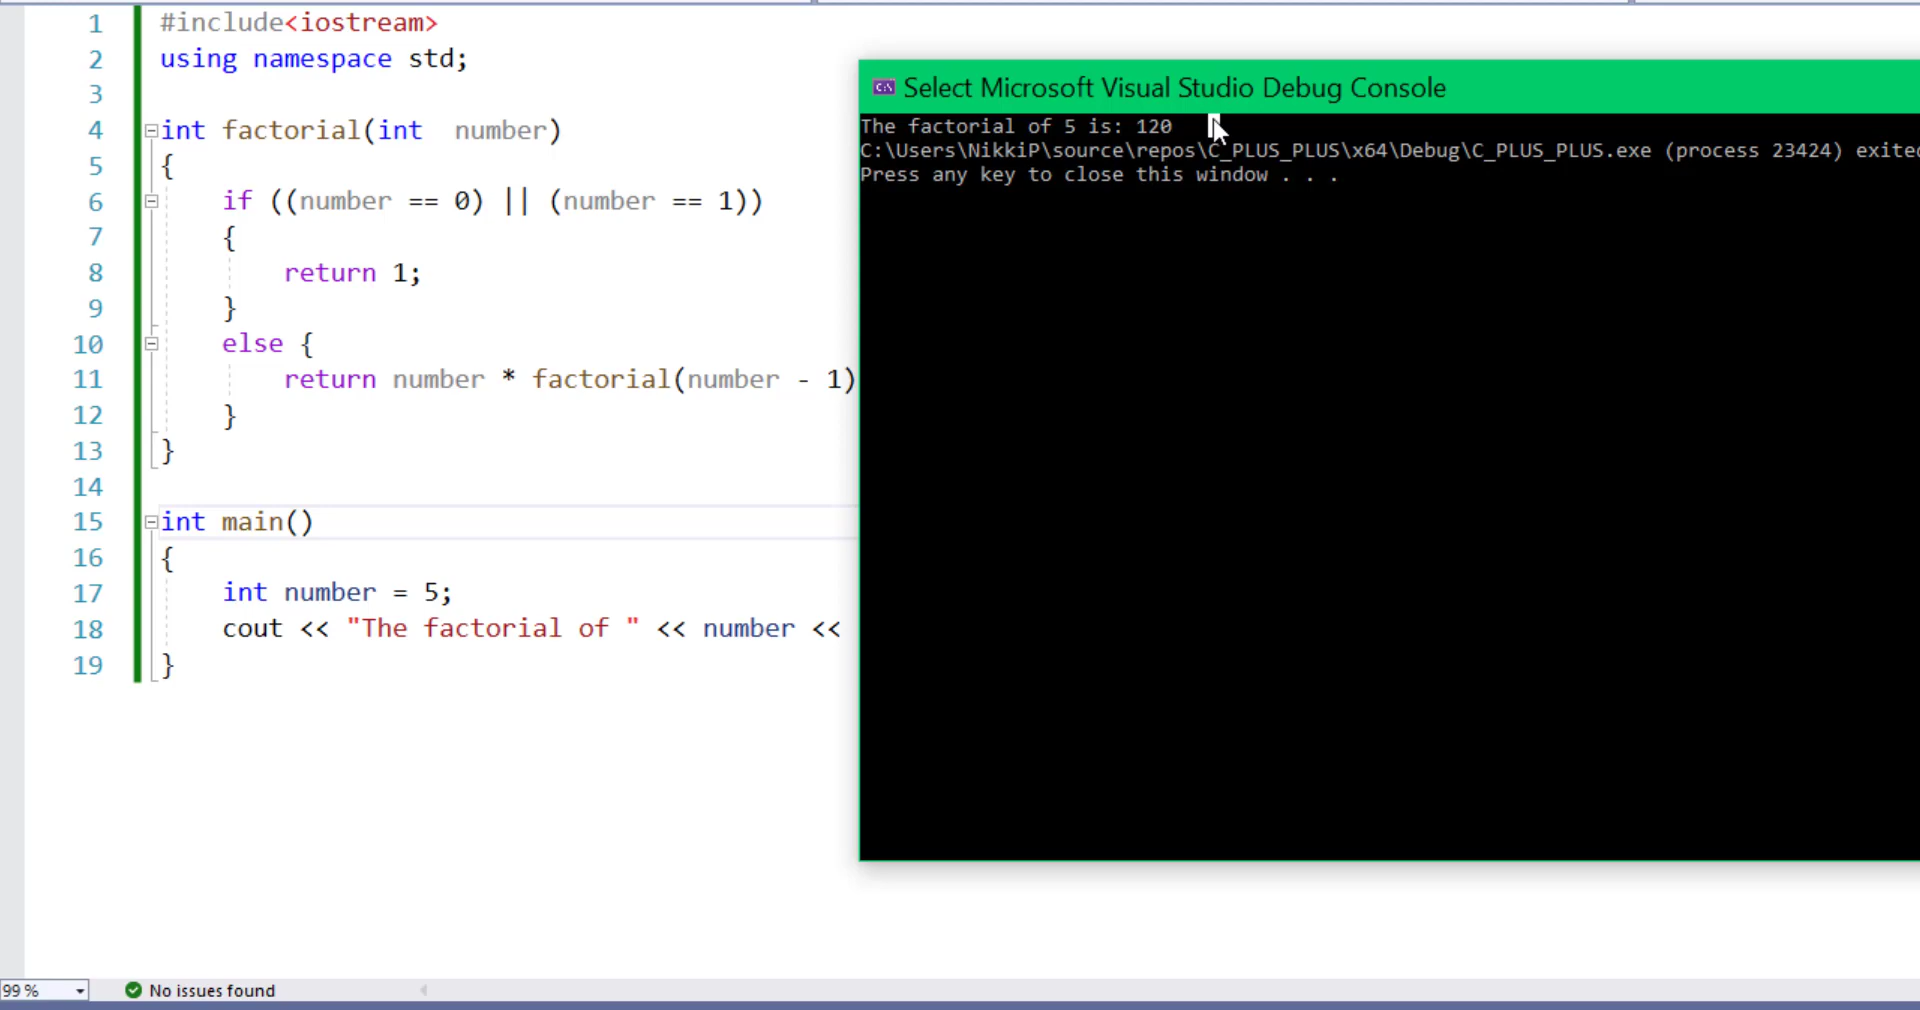 1 #include<iostream>
2 using namespace std;
3
4 int factorial(int  number)
5 {
6 if ((number == 0) || (number == 1))
7 {
8 return 1;
9 }
10 else {
11 return number * factorial(number - 1)
12 }
13 }
14
15 int main()
16 {
17 int number = 5;
18 cout << "The factorial of " << number <<
19 }
Select Microsoft Visual Studio Debug Console
The factorial of 5 is: 120
C:\Users\NikkiP\source\repos\C_PLUS_PLUS\x64\Debug\C_PLUS_PLUS.exe (process 23424) exited
Press any key to close this window . . .
99 % No issues found